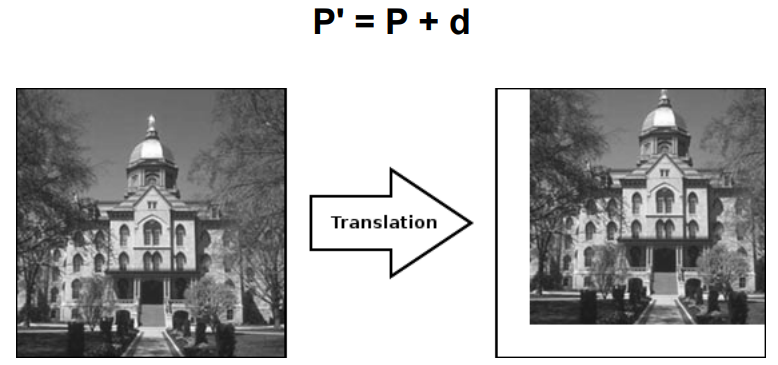 P' = P + d
Translation